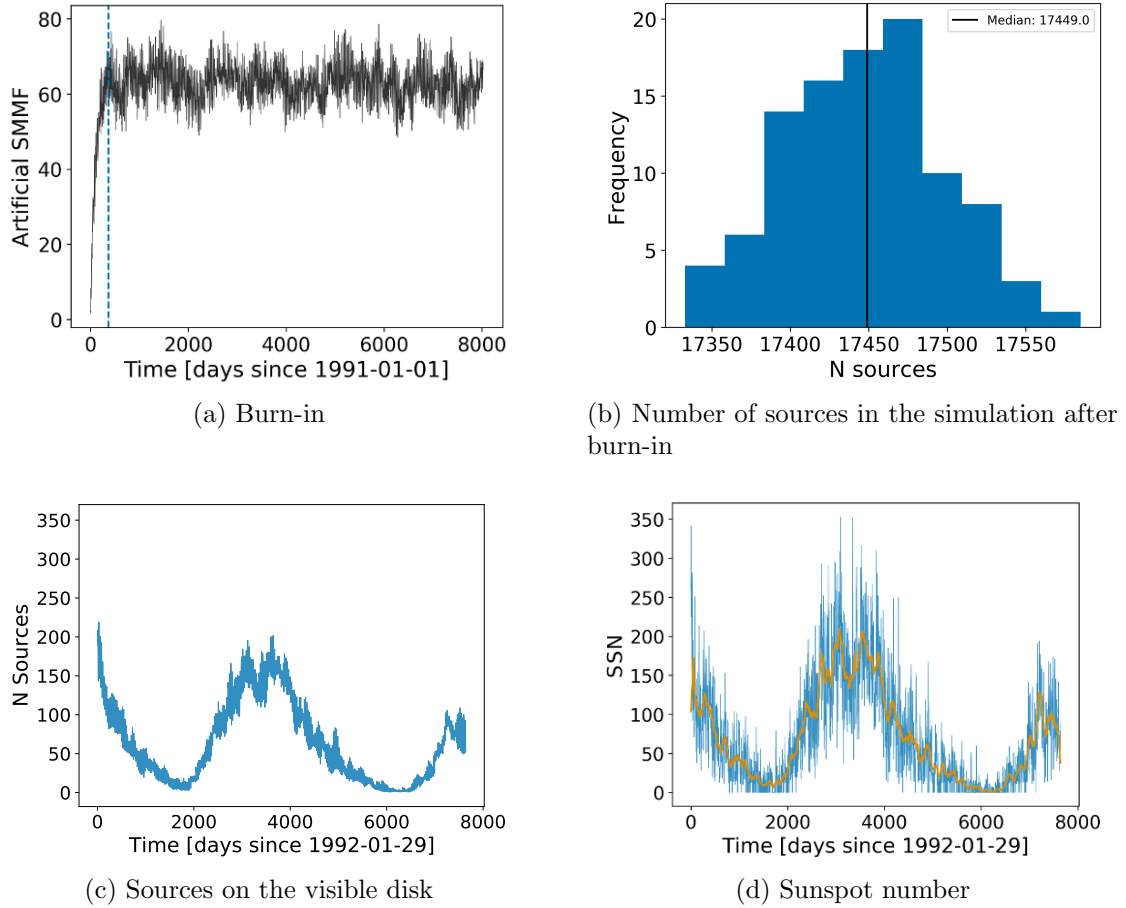 80
60
40
20
0
Artificial SMMF
0 2000 4000 6000 8000
Time [days since 1991-01-01]
(a) Burn-in
20
15
10
5
0
Frequency
Median: 17449.0
17350 17400 17450 17500 17550
N sources
(b) Number of sources in the simulation after
burn-in
350
300
250
200
150
100
50
0
N Sources
0 2000 4000 6000 8000
Time [days since 1992-01-29]
(c) Sources on the visible disk
350
300
250
200
150
100
50
0
SSN
0 2000 4000 6000 8000
Time [days since 1992-01-29]
(d) Sunspot number